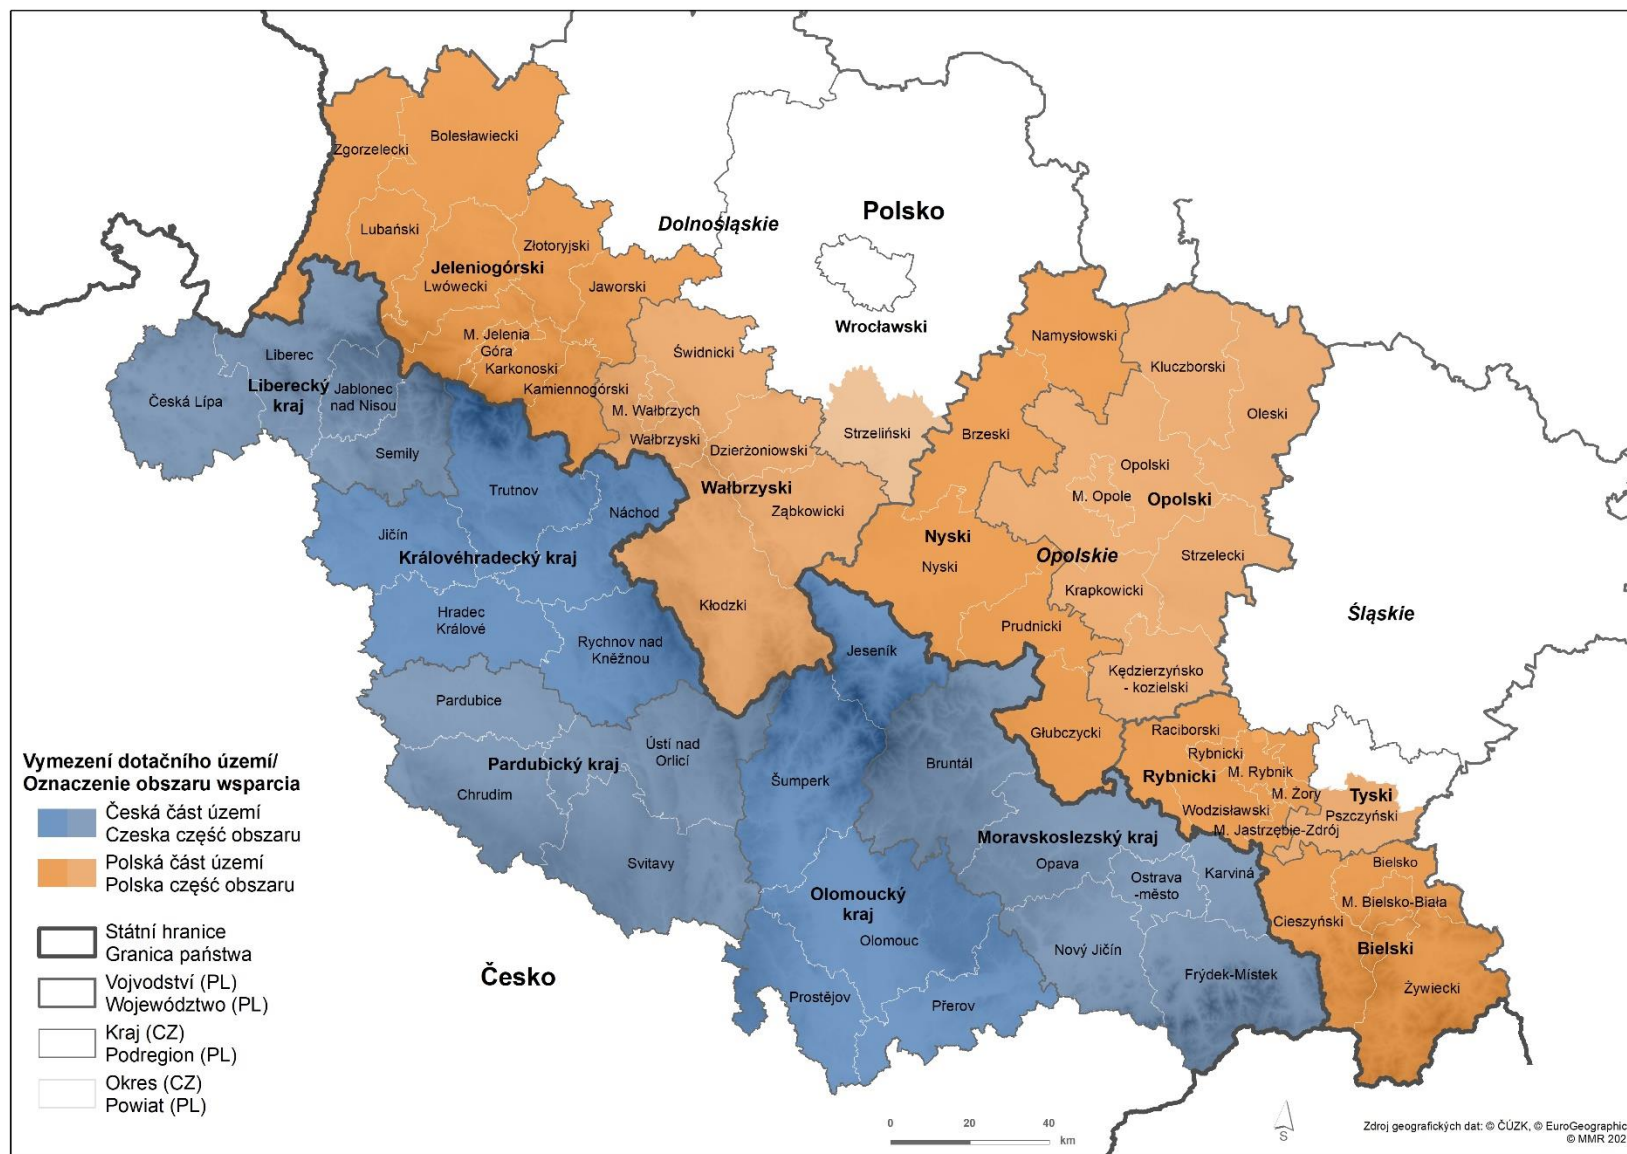 Bolesławiecki
Zgorzelecki
Polsko
Dolnośląskie
Lubański
Złotoryjski
Jeleniogórski
Lwówecki
Jaworski
Wrocławski
Namysłowski
M. Jelenia
Góra
Karkonoski
Świdnicki
Kluczborski
Liberec
Liberecký
kraj
Jablonec
nad Nisou
Česká Lípa
Kamiennogórski
M. Wałbrzych
Wałbrzyski
Dzierżoniowski
Strzeliński
Brzeski
Oleski
Semily
Opolski
Trutnov
Wałbrzyski
M. Opole
Opolski
Náchod
Ząbkowicki
Jičín
Královéhradecký kraj
Nyski
Nyski
Opolskie
Strzelecki
Krapkowicki
Kłodzki
Hradec
Králové
Śląskie
Prudnicki
Rychnov nad
Kněžnou
Jeseník
Kędzierzyńsko
- kozielski
Pardubice
Głubczycki
Raciborski
Ústí nad
Orlicí
Rybnicki
M. Rybnik
Rybnicki
Pardubický kraj
Bruntál
Šumperk
M. Żory
Tyski
Chrudim
Wodzisławski
Pszczyński
M. Jastrzębie-Zdrój
Moravskoslezský kraj
Svitavy
Opava
Ostrava
-město
Karviná
Bielsko
Olomoucký
kraj
M. Bielsko-Biała
Cieszyński
Olomouc
Nový Jičín
Bielski
Frýdek-Místek
Żywiecki
Česko
Prostějov
Přerov
Vymezení dotačního území/
Oznaczenie obszaru wsparcia
Česká část území
Czeska część obszaru
Polská část území
Polska część obszaru
Státní hranice
Granica państwa
Vojvodství (PL)
Województwo (PL)
Kraj (CZ)
Podregion (PL)
Okres (CZ)
Powiat (PL)
0 20 40
km
S
Zdroj geografických dat: © ČÚZK, © EuroGeographic
© MMR 202